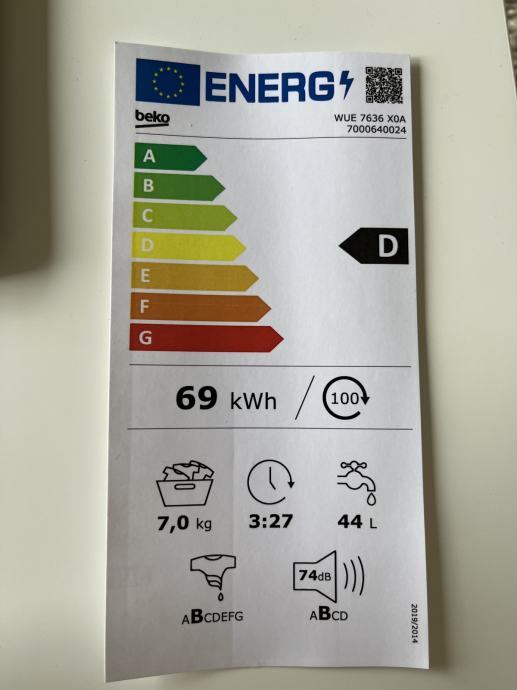 ENERG
beko
WUE 7636 X0A
7000640024
A
B
C
D
D
E
F
G
69 kWh / 100
7,0 kg
3:27
44 L
74dB
ABCDEFG
ABCD
2019/2014